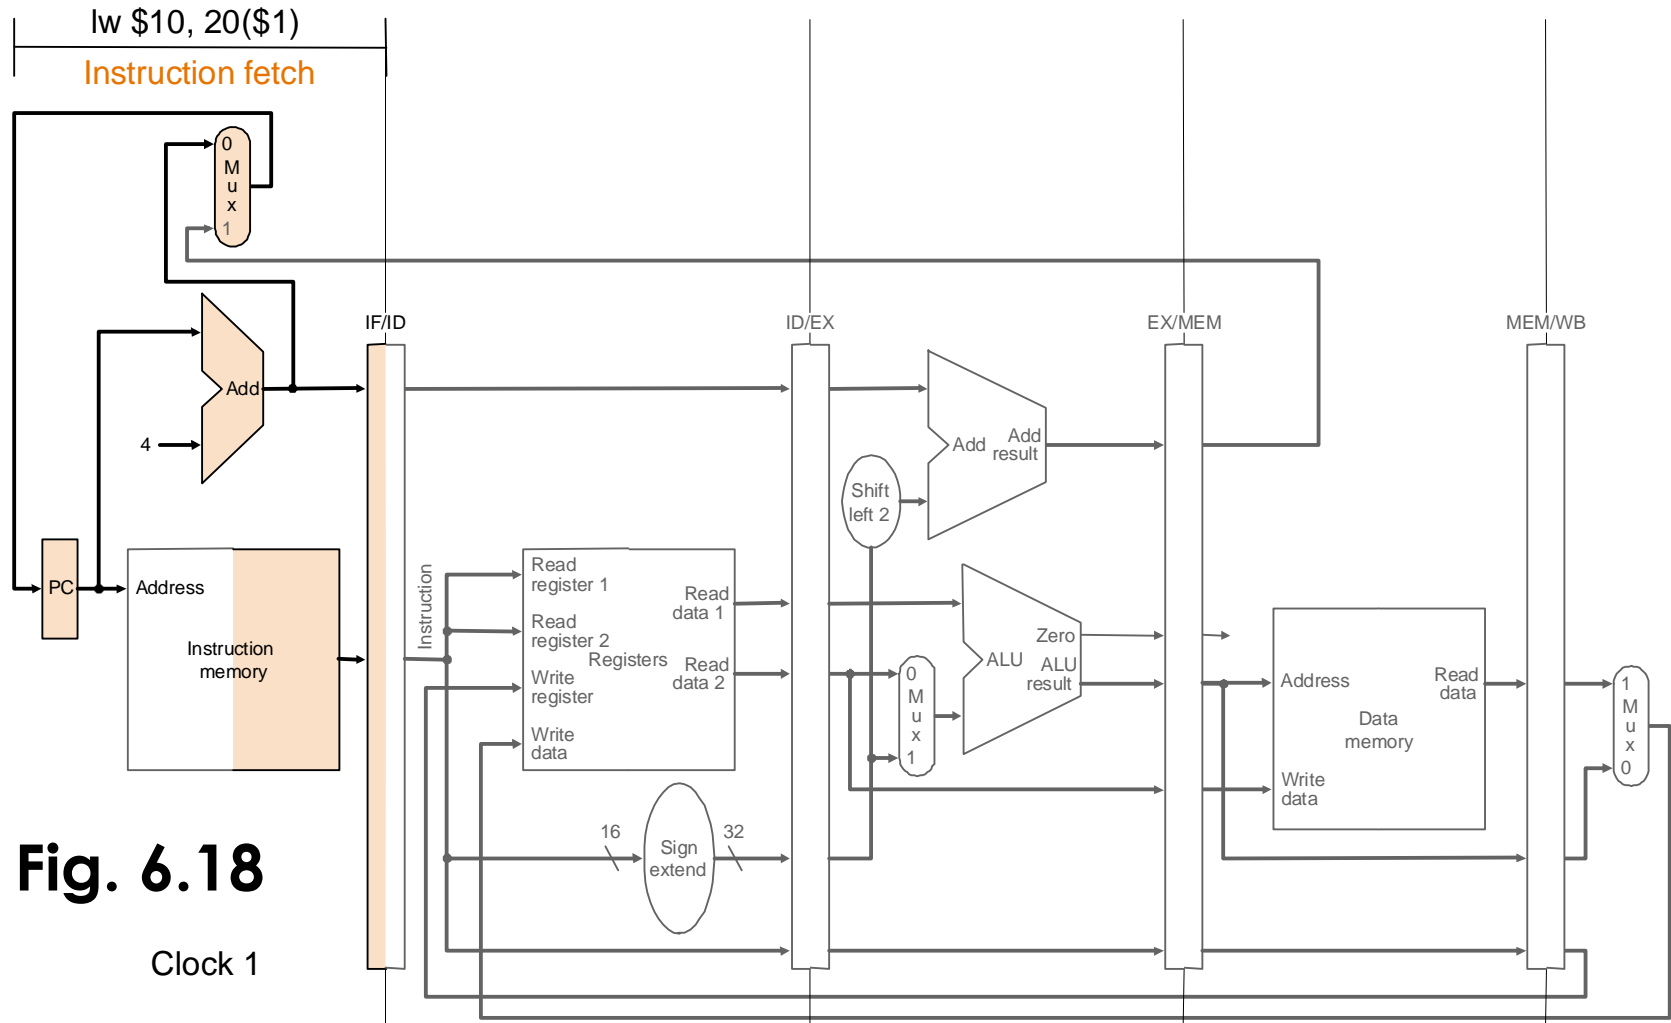 lw $10, 20($1)
Instruction fetch
0
M
u
x
1
IF/ID
ID/EX
EX/MEM
MEM/WB
Add
4
Add
Add
result
Shift
left 2
PC
Address
Instruction
memory
Instruction
Read
register 1
Read
register 2
Write
register
Write
data
Registers
Read
data 1
Read
data 2
0
M
u
x
1
Zero
ALU
ALU
result
Address
Read
data
Data
memory
Write
data
1
M
u
x
0
16
Sign
extend
32
Fig. 6.18
Clock 1